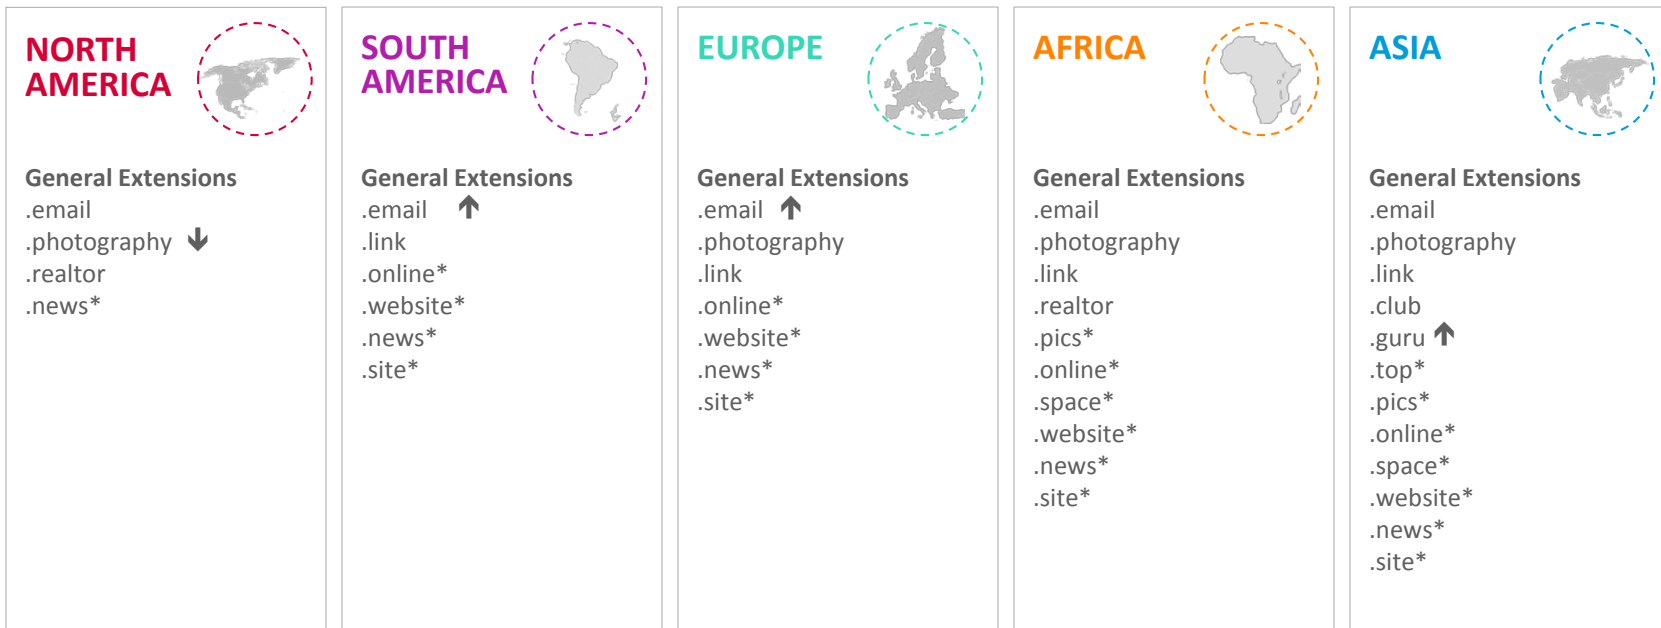 NORTH
AMERICA
General Extensions
.email
.photography ↓
.realtor
.news*
SOUTH
AMERICA
General Extensions
.email ↑
.link
.online*
.website*
.news*
.site*
EUROPE
General Extensions
.email ↑
.photography
.link
.online*
.website*
.news*
.site*
AFRICA
General Extensions
.email
.photography
.link
.realtor
.pics*
.online*
.space*
.website*
.news*
.site*
ASIA
General Extensions
.email
.photography
.link
.club
.guru ↑
.top*
.pics*
.online*
.space*
.website*
.news*
.site*